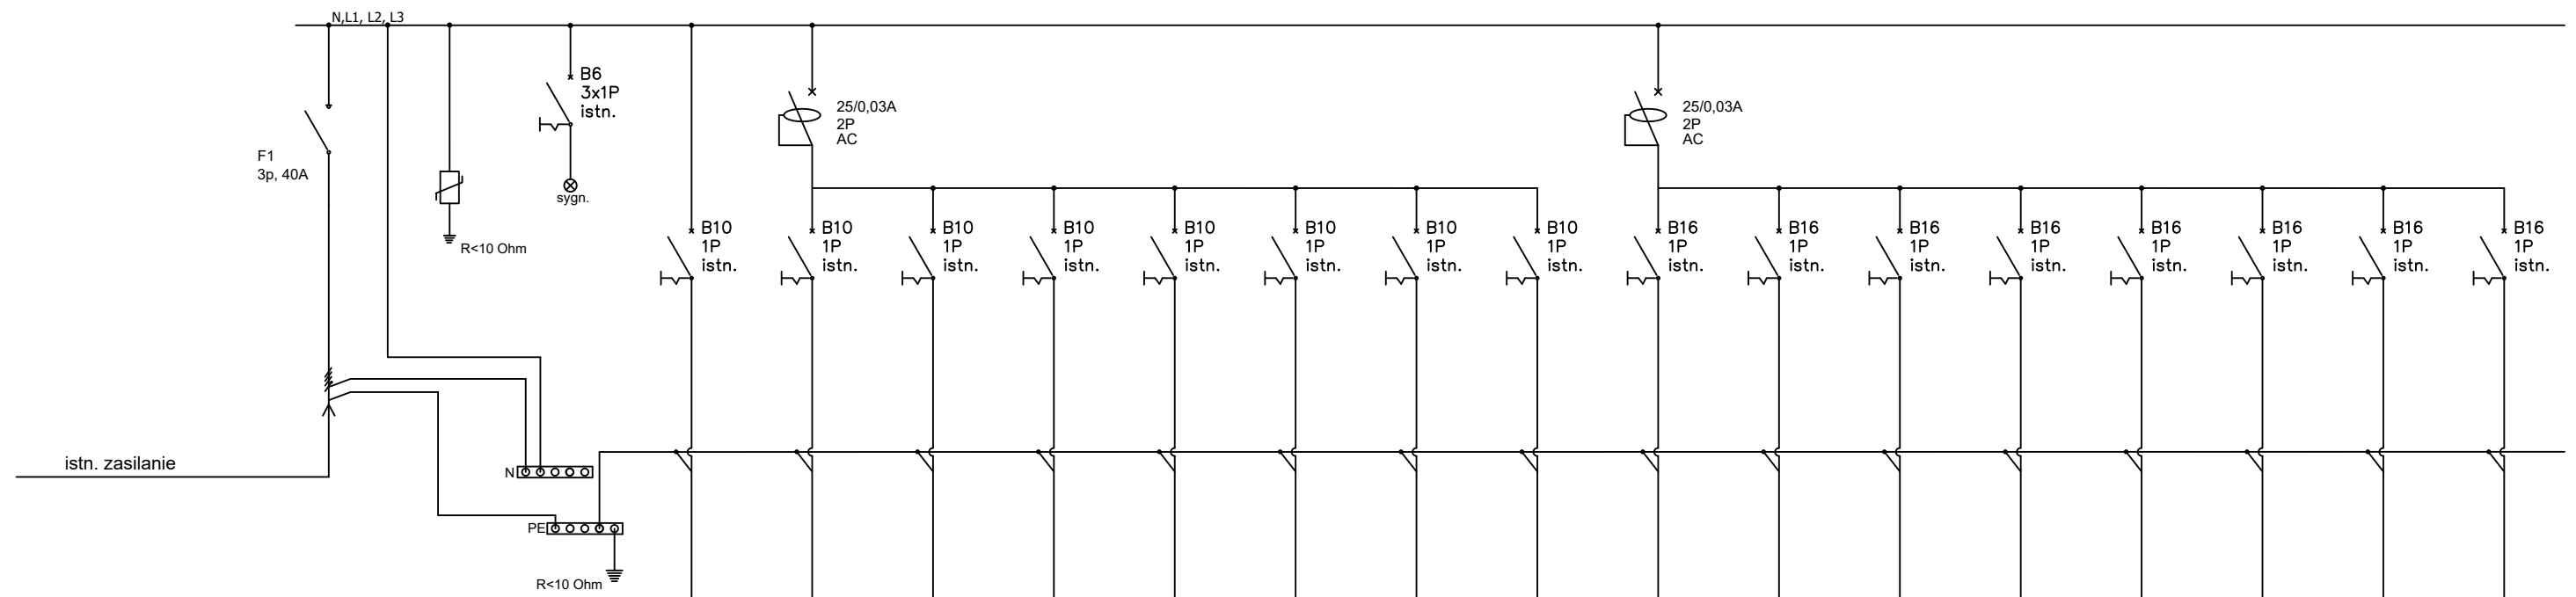 N,L1, L2, L3
B6
3x1P
istn.
25/0,03A
2P
AC
25/0,03A
2P
AC
F1
3p, 40A
sygn.
R<10 Ohm
B10
1P
istn.
B10
1P
istn.
B10
1P
istn.
B10
1P
istn.
B10
1P
istn.
B10
1P
istn.
B10
1P
istn.
B10
1P
istn.
B16
1P
istn.
B16
1P
istn.
B16
1P
istn.
B16
1P
istn.
B16
1P
istn.
B16
1P
istn.
B16
1P
istn.
B16
1P
istn.
istn. zasilanie
N
PE
R<10 Ohm